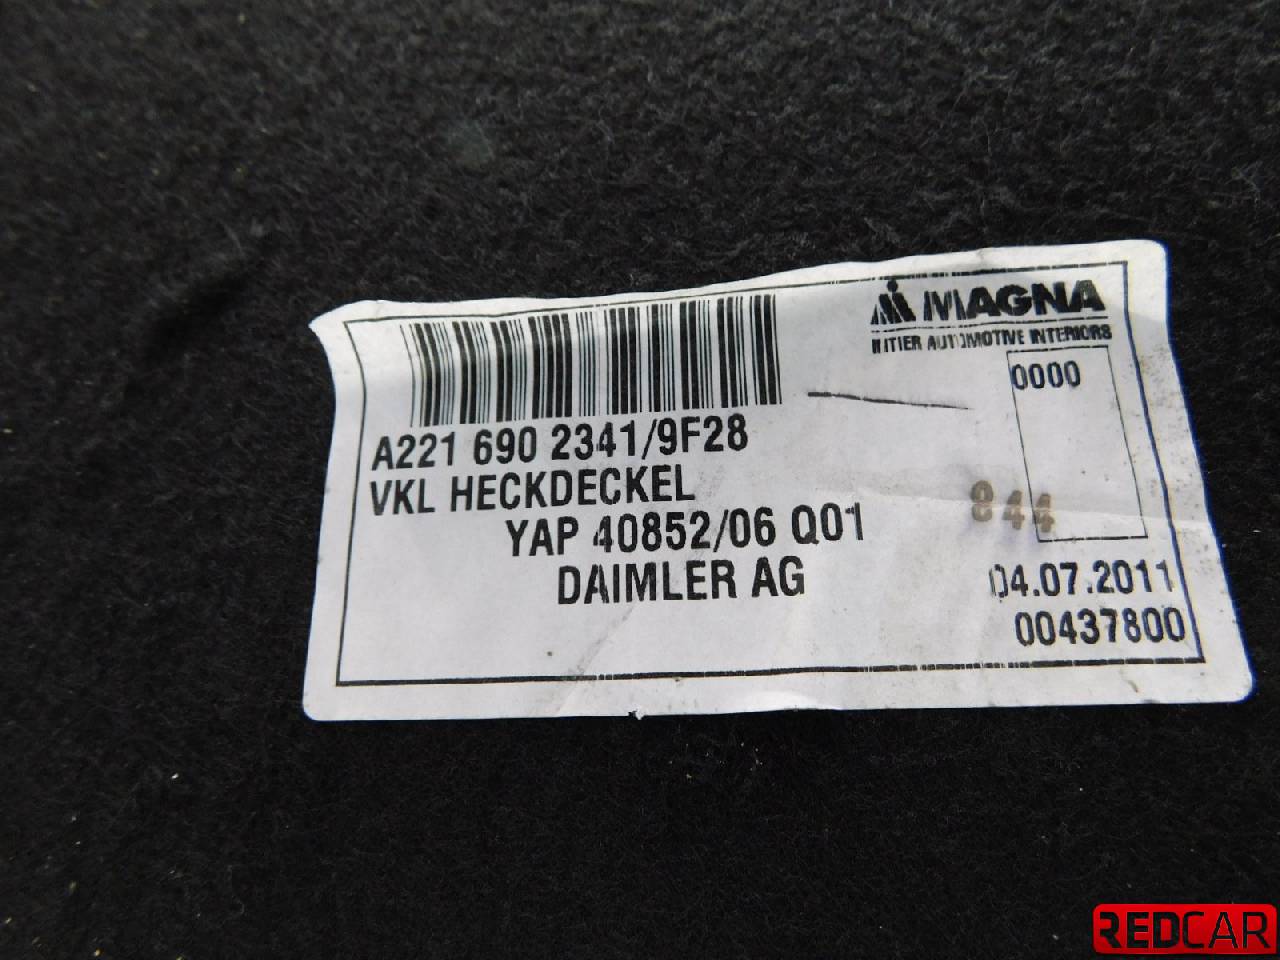 MAGNA
INTIER AUTOMOTIVE INTERIORS
0000
A221 690 2341/9F28
VKL HECKDECKEL
YAP 40852/06 Q01
844
DAIMLER AG
04.07.2011
00437800
REDCAR